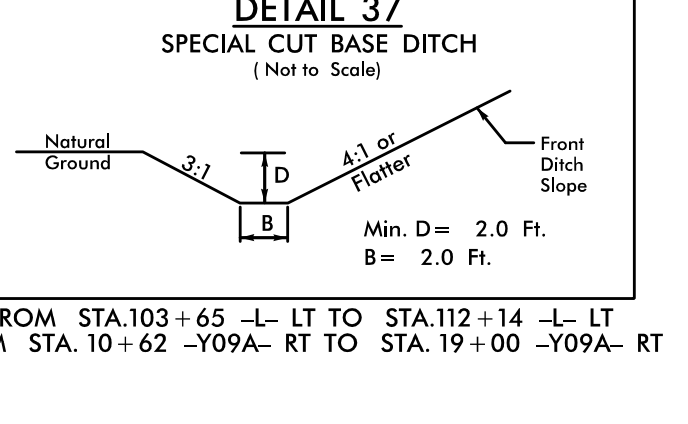 DETAIL 37
SPECIAL CUT BASE DITCH
( Not to Scale)
Natural
Ground
3:1
D
B
4:1 or
Flatter
Front
Ditch
Slope
Min. D= 2.0 Ft.
B= 2.0 Ft.
STA.103+65 -L- LT TO STA.112+14 -L- LT
STA. 10+62 -Y09A- RT TO STA. 19+00 -Y09A- RT